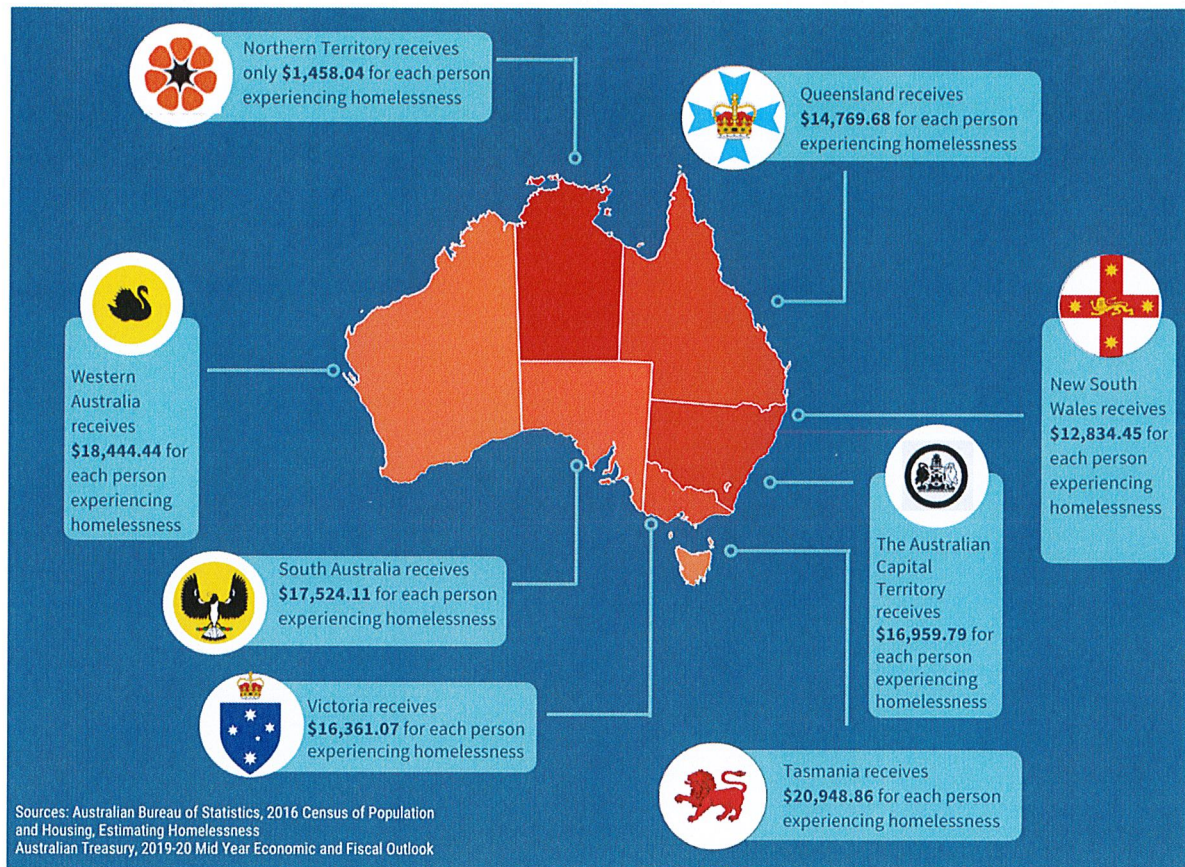 Northern Territory receives
only $1,458.04 for each person
experiencing homelessness
Queensland receives
$14,769.68 for each person
experiencing homelessness
Western
Australia
receives
$18,444.44 for
each person
experiencing
homelessness
New South
Wales receives
$12,834.45 for
each person
experiencing
homelessness
The Australian
Capital
Territory
receives
$16,959.79 for
each person
experiencing
homelessness
South Australia receives
$17,524.11 for each person
experiencing homelessness
Victoria receives
$16,361.07 for each person
experiencing homelessness
Tasmania receives
$20,948.86 for each person
experiencing homelessness
Sources: Australian Bureau of Statistics, 2016 Census of Population
and Housing, Estimating Homelessness
Australian Treasury, 2019-20 Mid Year Economic and Fiscal Outlook